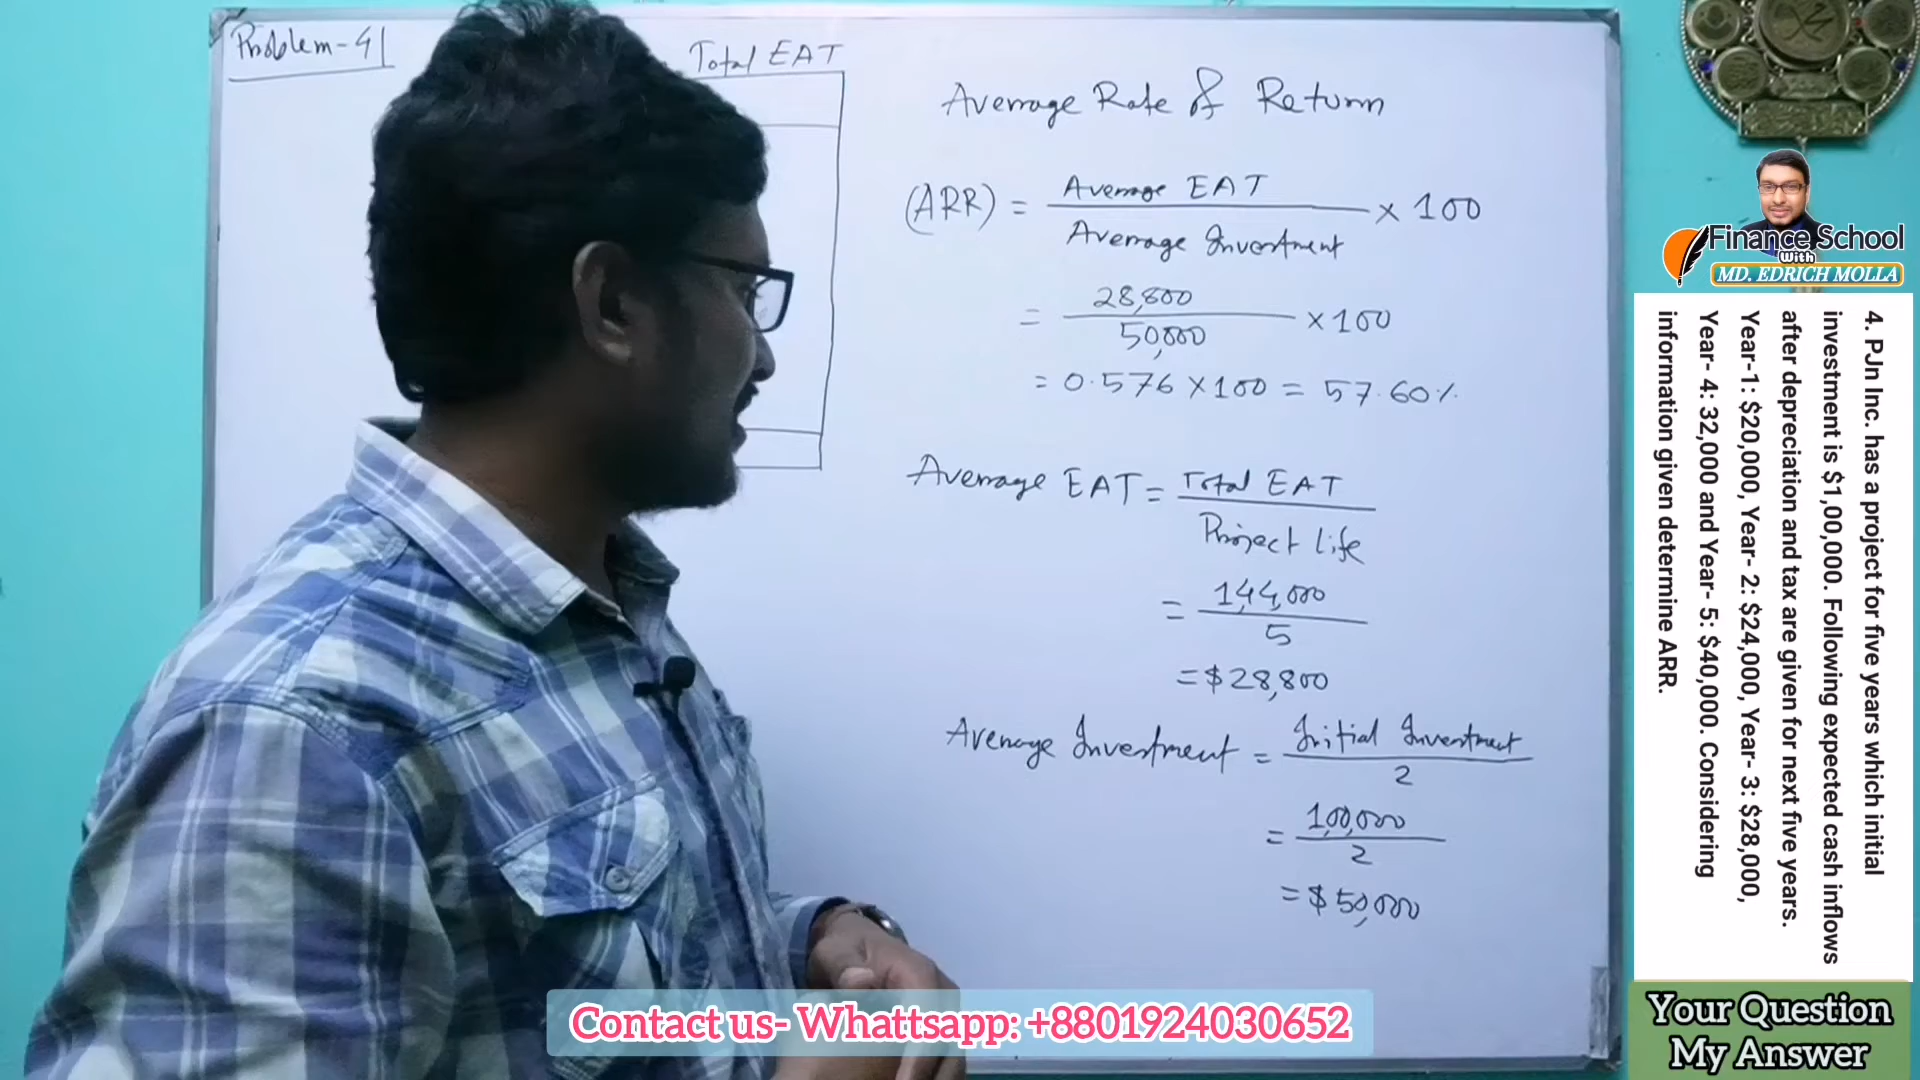 Problem-4
Total EAT
Average Rate of Return
(ARR) = Average EAT / Average Investment × 100
= 28,800 / 50,000 × 100
= 0.576 × 100 = 57.60%
Average EAT = Total EAT / Project Life
= 1,44,000 / 5
= $28,800
Average Investment = Initial Investment / 2
= 1,00,000 / 2
= $50,000
Finance School
With
MD. EDRICH MOLLA
4. PJn Inc. has a project for five years which initial
investment is $1,00,000. Following expected cash inflows
after depreciation and tax are given for next five years.
Year-1: $20,000, Year- 2: $24,000, Year- 3: $28,000,
Year- 4: 32,000 and Year- 5: $40,000. Considering
information given determine ARR.
Your Question
My Answer
Contact us- Whattsapp: +8801924030652